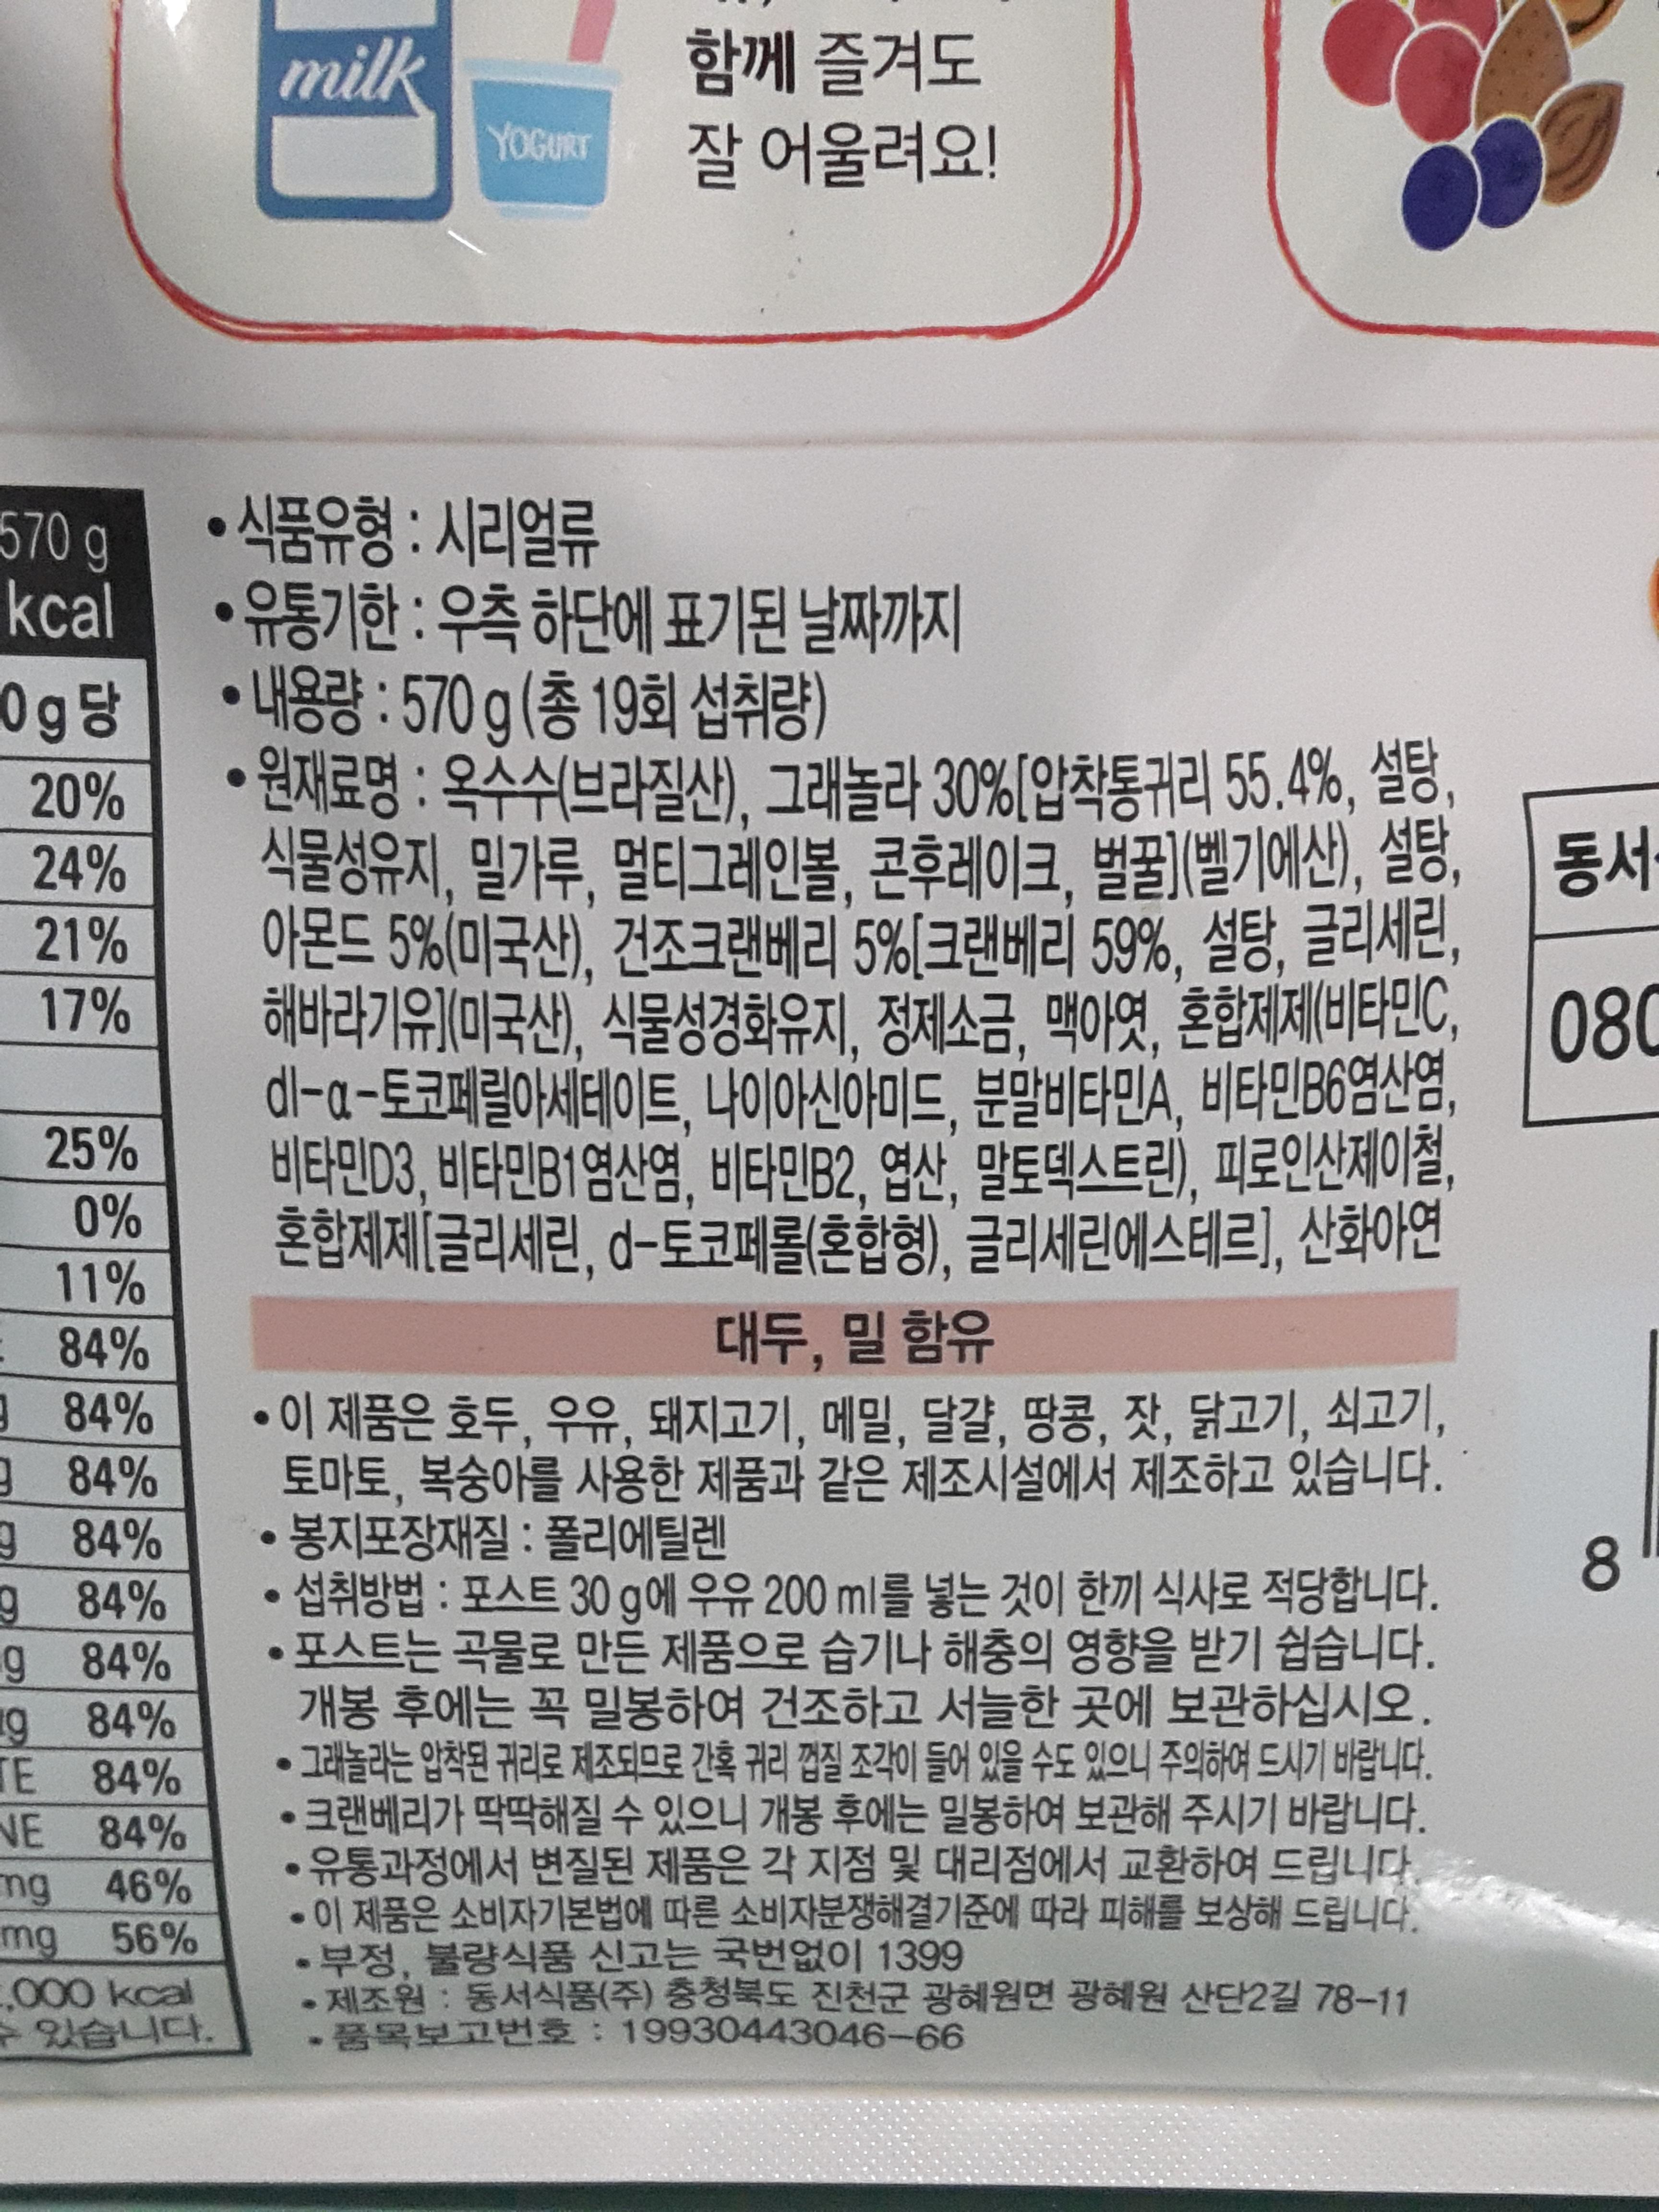 milk
YOGURT
함께 즐겨도
잘 어울려요!
570 g
kcal
0 g 당
20%
24%
21%
17%
25%
0%
11%
84%
84%
84%
g 84%
g 84%
g 84%
g 84%
TE 84%
NE 84%
mg 46%
mg 56%
,000 kcal
수 있습니다.
• 식품유형 : 시리얼류
• 유통기한 : 우측 하단에 표기된 날짜까지
• 내용량 : 570 g (총 19회 섭취량)
• 원재료명 : 옥수수(브라질산), 그래놀라 30%[압착통귀리 55.4%, 설탕,
식물성유지, 밀가루, 멀티그레인볼, 콘후레이크, 벌꿀](벨기에산), 설탕,
아몬드 5%(미국산), 건조크랜베리 5%[크랜베리 59%, 설탕, 글리세린,
해바라기유](미국산), 식물성경화유지, 정제소금, 맥아엿, 혼합제제(비타민C,
dl-α-토코페릴아세테이트, 나이아신아미드, 분말비타민A, 비타민B6염산염,
비타민D3, 비타민B1염산염, 비타민B2, 엽산, 말토덱스트린), 피로인산제이철,
혼합제제[글리세린, d-토코페롤(혼합형), 글리세린에스테르], 산화아연
대두, 밀 함유
• 이 제품은 호두, 우유, 돼지고기, 메밀, 달걀, 땅콩, 잣, 닭고기, 쇠고기,
토마토, 복숭아를 사용한 제품과 같은 제조시설에서 제조하고 있습니다.
• 봉지포장재질 : 폴리에틸렌
• 섭취방법 : 포스트 30 g에 우유 200 ml를 넣는 것이 한끼 식사로 적당합니다.
• 포스트는 곡물로 만든 제품으로 습기나 해충의 영향을 받기 쉽습니다.
개봉 후에는 꼭 밀봉하여 건조하고 서늘한 곳에 보관하십시오.
• 그래놀라는 압착된 귀리로 제조되므로 간혹 귀리 껍질 조각이 들어 있을 수도 있으니 주의하여 드시기 바랍니다.
• 크랜베리가 딱딱해질 수 있으니 개봉 후에는 밀봉하여 보관해 주시기 바랍니다.
• 유통과정에서 변질된 제품은 각 지점 및 대리점에서 교환하여 드립니다.
• 이 제품은 소비자기본법에 따른 소비자분쟁해결기준에 따라 피해를 보상해 드립니다.
• 부정, 불량식품 신고는 국번없이 1399
• 제조원 : 동서식품(주) 충청북도 진천군 광혜원면 광혜원 산단2길 78-11
• 품목보고번호 : 19930443046-66
동서
080
8